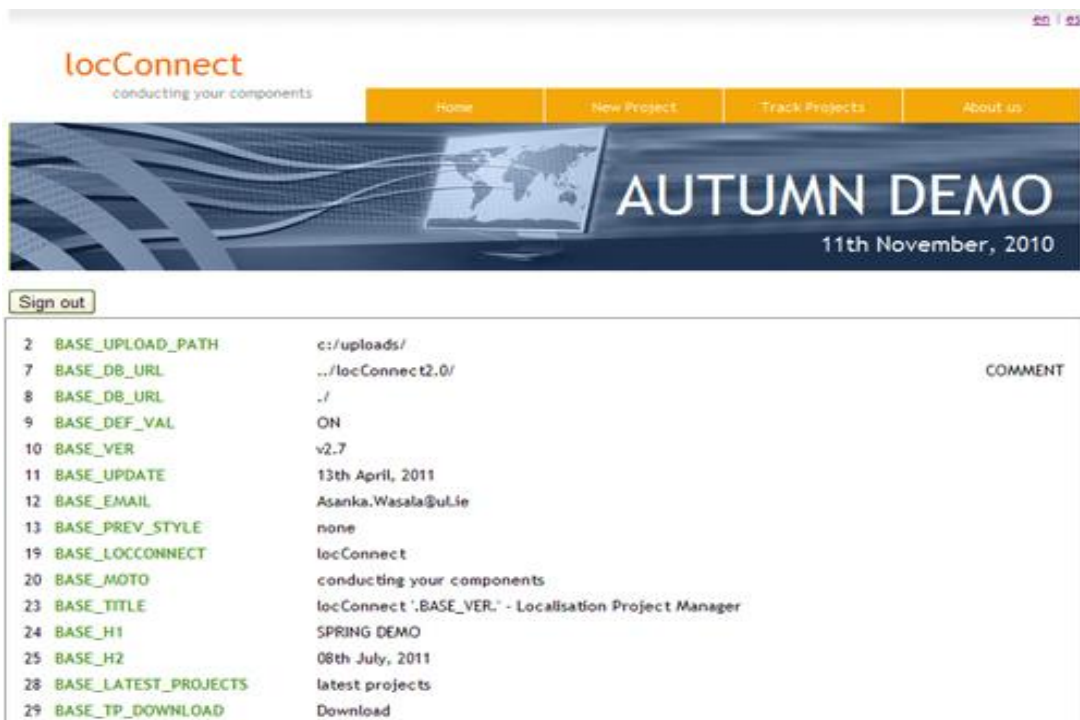 en | es
locConnect
conducting your components
Home New Project Track Projects About us
AUTUMN DEMO
11th November, 2010
Sign out
2 BASE_UPLOAD_PATH c:/uploads/
7 BASE_DB_URL ../locConnect2.0/ COMMENT
8 BASE_DB_URL ./
9 BASE_DEF_VAL ON
10 BASE_VER v2.7
11 BASE_UPDATE 13th April, 2011
12 BASE_EMAIL Asanka.Wasala@ul.ie
13 BASE_PREV_STYLE none
19 BASE_LOCCONNECT locConnect
20 BASE_MOTO conducting your components
23 BASE_TITLE locConnect '.BASE_VER.' - Localisation Project Manager
24 BASE_H1 SPRING DEMO
25 BASE_H2 08th July, 2011
28 BASE_LATEST_PROJECTS latest projects
29 BASE_TP_DOWNLOAD Download